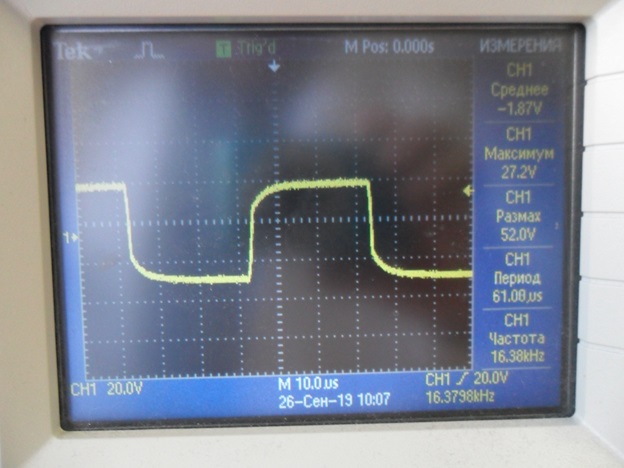 Tek Trig'd M Pos: 0.000s ИЗМЕРЕНИЯ
CH1
Среднее
-1.87V
CH1
Максимум
27.2V
CH1
Размах
52.0V
CH1
Период
61.00µs
CH1
Частота
16.38kHz
1
CH1 20.0V M 10.0µs CH1 20.0V
26-Сен-19 10:07 16.3798kHz